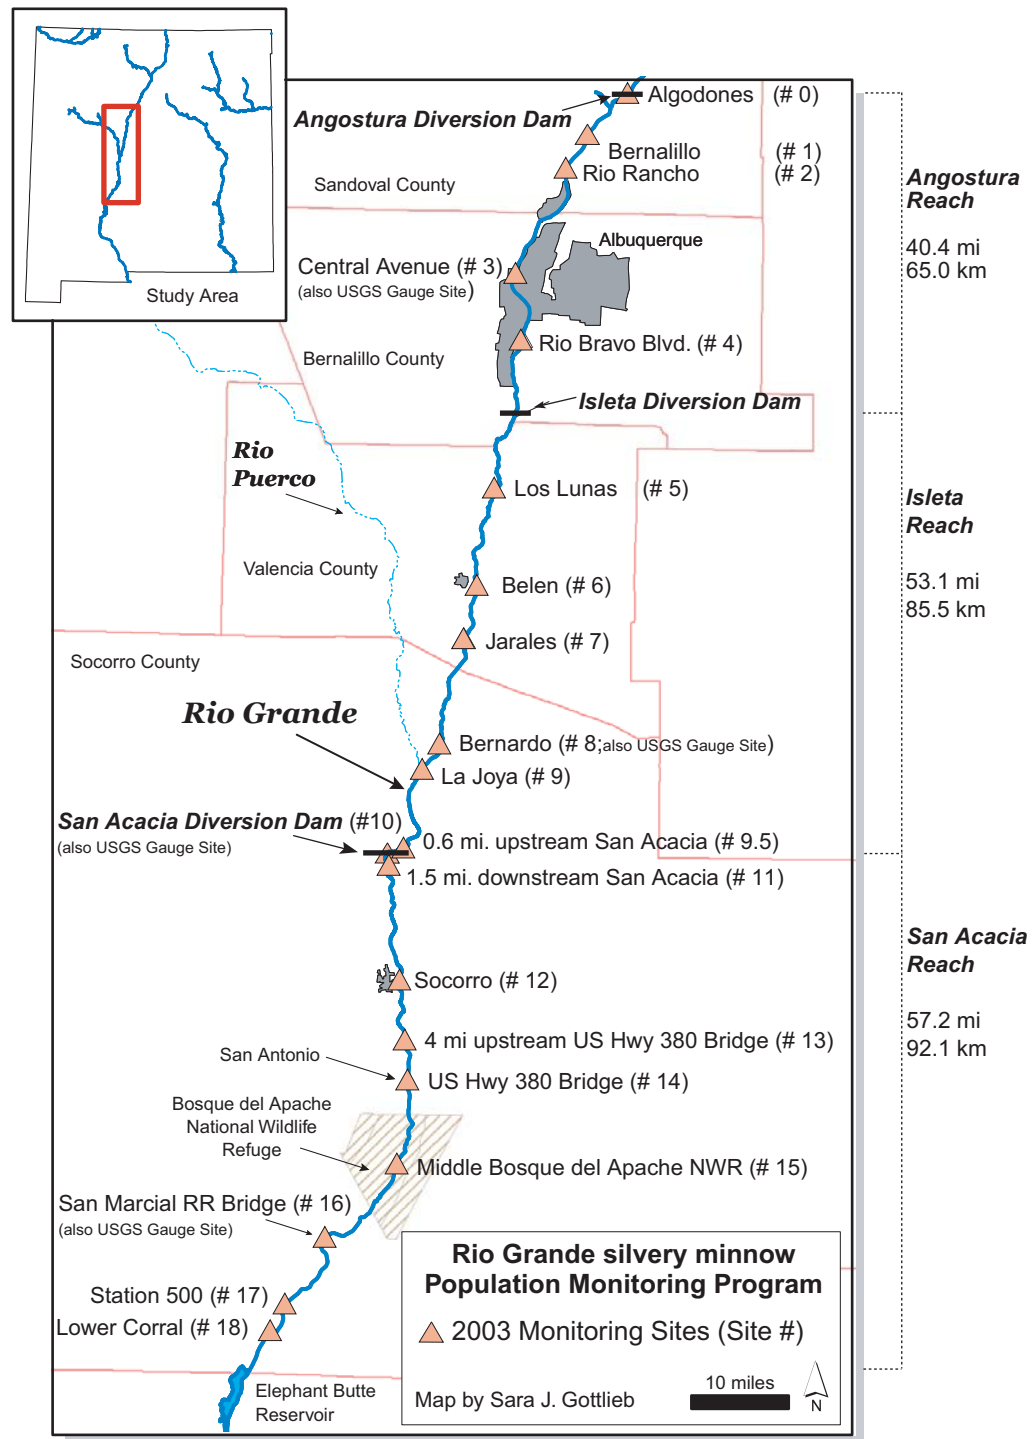 Study Area
Algodones (# 0)
Angostura Diversion Dam
Bernalillo (# 1)
Rio Rancho (# 2)
Sandoval County
Angostura
Reach
40.4 mi
65.0 km
Albuquerque
Central Avenue (# 3)
(also USGS Gauge Site)
Rio Bravo Blvd. (# 4)
Bernalillo County
Isleta Diversion Dam
Rio
Puerco
Los Lunas (# 5)
Isleta
Reach
53.1 mi
85.5 km
Valencia County
Belen (# 6)
Jarales (# 7)
Socorro County
Rio Grande
Bernardo (# 8;also USGS Gauge Site)
La Joya (# 9)
San Acacia Diversion Dam (#10)
(also USGS Gauge Site)
0.6 mi. upstream San Acacia (# 9.5)
1.5 mi. downstream San Acacia (# 11)
San Acacia
Reach
57.2 mi
92.1 km
Socorro (# 12)
4 mi upstream US Hwy 380 Bridge (# 13)
San Antonio
US Hwy 380 Bridge (# 14)
Bosque del Apache
National Wildlife
Refuge
Middle Bosque del Apache NWR (# 15)
San Marcial RR Bridge (# 16)
(also USGS Gauge Site)
Station 500 (# 17)
Lower Corral (# 18)
Elephant Butte
Reservoir
Rio Grande silvery minnow
Population Monitoring Program
2003 Monitoring Sites (Site #)
10 miles
Map by Sara J. Gottlieb
N